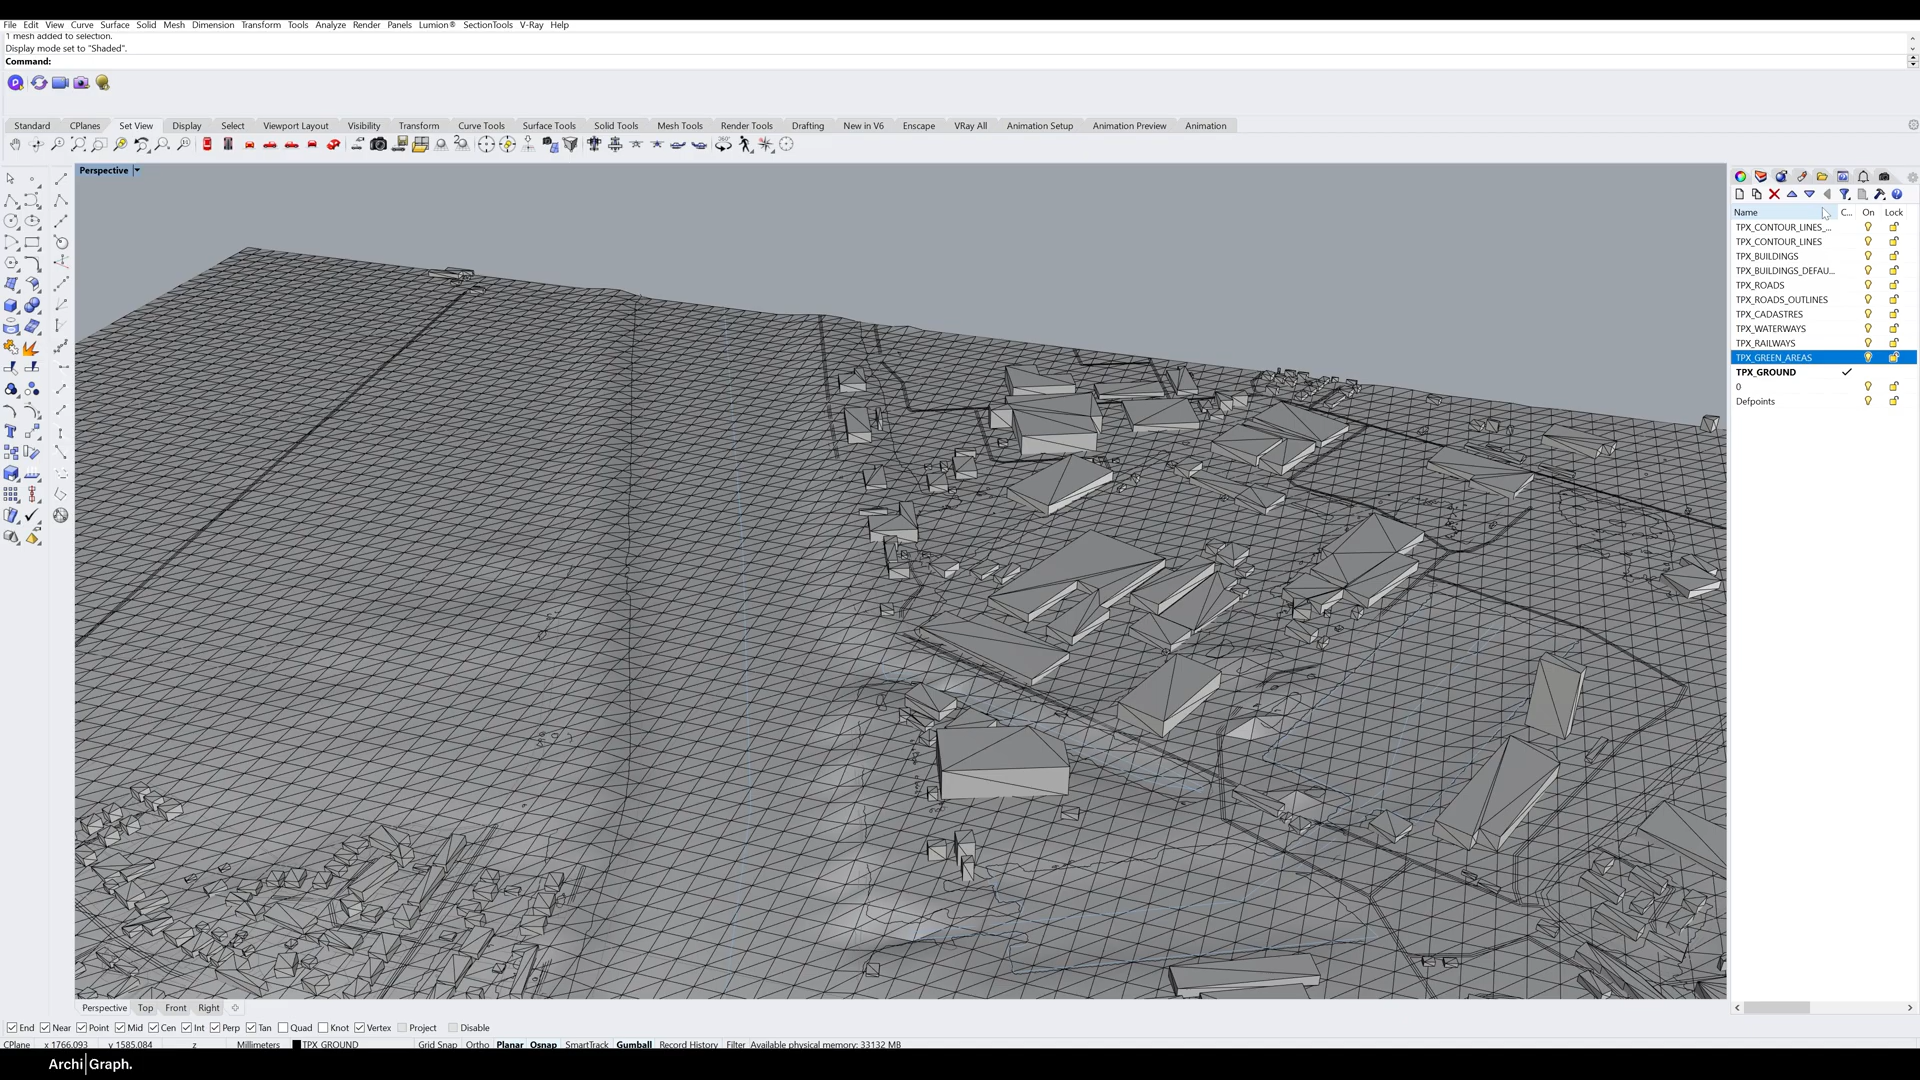 File Edit View Curve Surface Solid Mesh Dimension Transform Tools Analyze Render Panels Lumion® SectionTools V-Ray Help
1 mesh added to selection.
Display mode set to "Shaded".
Command:
Standard CPlanes Set View Display Select Viewport Layout Visibility Transform Curve Tools Surface Tools Solid Tools Mesh Tools Render Tools Drafting New in V6 Enscape VRay All Animation Setup Animation Preview Animation
Perspective
Name C... On Lock
TPX_CONTOUR_LINES_...
TPX_CONTOUR_LINES
TPX_BUILDINGS
TPX_BUILDINGS_DEFAU...
TPX_ROADS
TPX_ROADS_OUTLINES
TPX_CADASTRES
TPX_WATERWAYS
TPX_RAILWAYS
TPX_GREEN_AREAS
TPX_GROUND
0
Defpoints
Perspective Top Front Right
End Near Point Mid Cen Int Perp Tan Quad Knot Vertex Project Disable
CPlane x 1766.093 y 1585.084 z Millimeters TPX_GROUND Grid Snap Ortho Planar Osnap SmartTrack Gumball Record History Filter Available physical memory: 33132 MB
Archi|Graph.